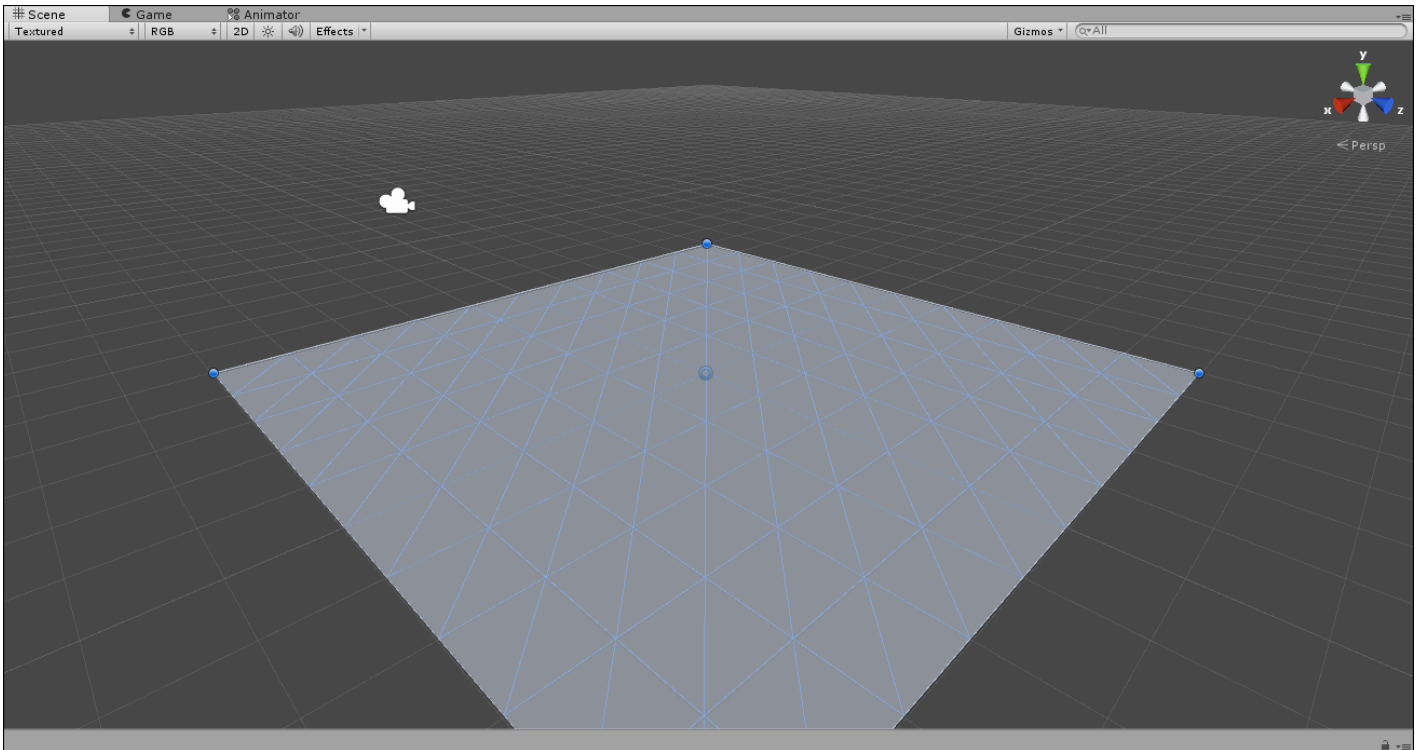 Scene Game Animator
Textured RGB 2D Effects Gizmos All
y
x z
Persp